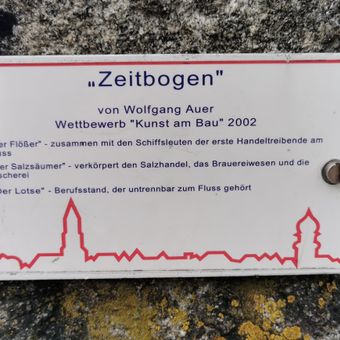 „Zeitbogen"
von Wolfgang Auer
Wettbewerb "Kunst am Bau" 2002
er Flößer" - zusammen mit den Schiffsleuten der erste Handeltreibende am
uss
er Salzsäumer" - verkörpert den Salzhandel, das Brauereiwesen und die
scherei
Der Lotse" - Berufsstand, der untrennbar zum Fluss gehört